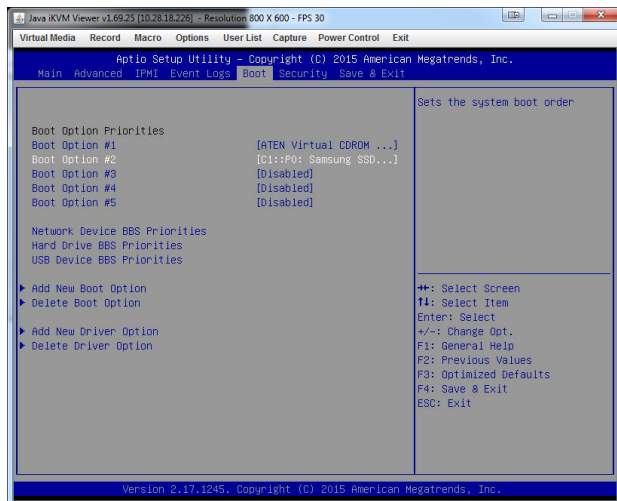 Java iKVM Viewer v1.69.25 [10.28.18.226] - Resolution 800 X 600 - FPS 30
Virtual Media Record Macro Options User List Capture Power Control Exit
Aptio Setup Utility – Copyright (C) 2015 American Megatrends, Inc.
Main Advanced IPMI Event Logs Boot Security Save & Exit
Sets the system boot order
Boot Option Priorities
Boot Option #1 [ATEN Virtual CDROM ...]
Boot Option #2 [C1::P0: Samsung SSD...]
Boot Option #3 [Disabled]
Boot Option #4 [Disabled]
Boot Option #5 [Disabled]
Network Device BBS Priorities
Hard Drive BBS Priorities
USB Device BBS Priorities
Add New Boot Option
Delete Boot Option
Add New Driver Option
Delete Driver Option
→←: Select Screen
↑↓: Select Item
Enter: Select
+/-: Change Opt.
F1: General Help
F2: Previous Values
F3: Optimized Defaults
F4: Save & Exit
ESC: Exit
Version 2.17.1245. Copyright (C) 2015 American Megatrends, Inc.